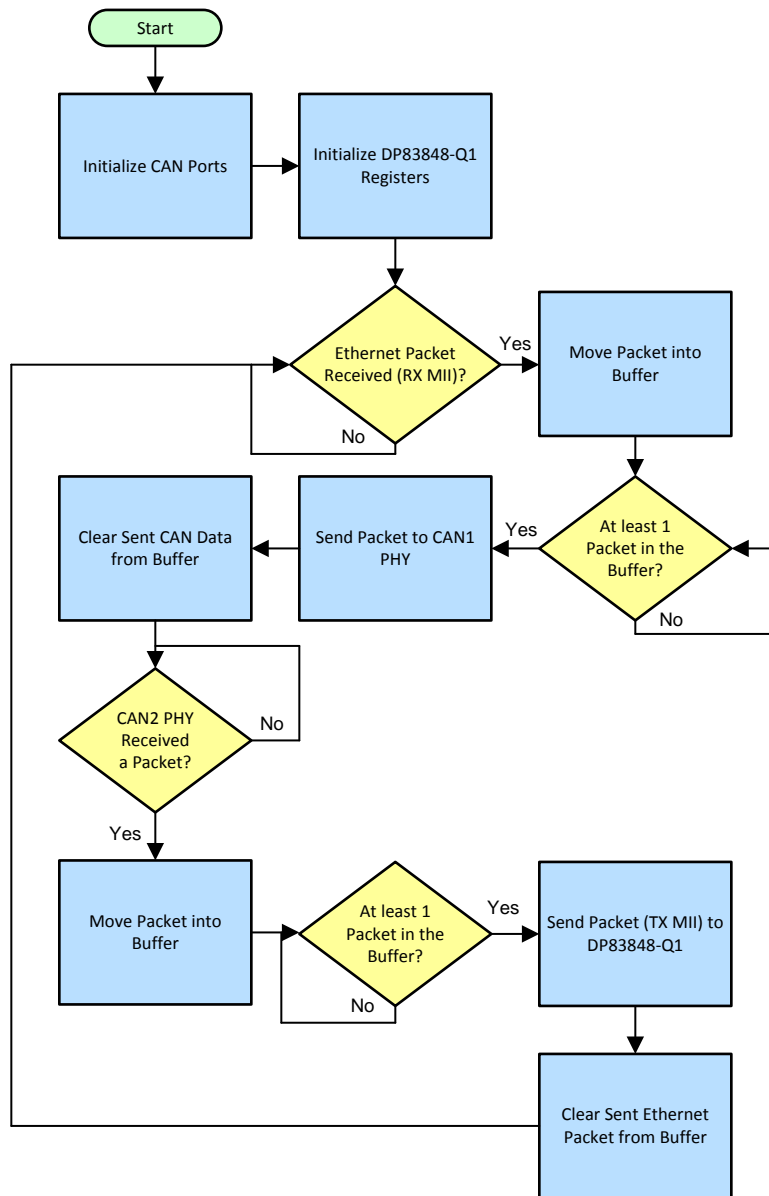 Start
Initialize CAN Ports
Initialize DP83848-Q1
Registers
Ethernet Packet
Received (RX MII)?
Yes
No
Move Packet into
Buffer
At least 1
Packet in the
Buffer?
Yes
No
Send Packet to CAN1
PHY
Clear Sent CAN Data
from Buffer
CAN2 PHY
Received
a Packet?
No
Yes
Move Packet into
Buffer
At least 1
Packet in the
Buffer?
Yes
No
Send Packet (TX MII) to
DP83848-Q1
Clear Sent Ethernet
Packet from Buffer